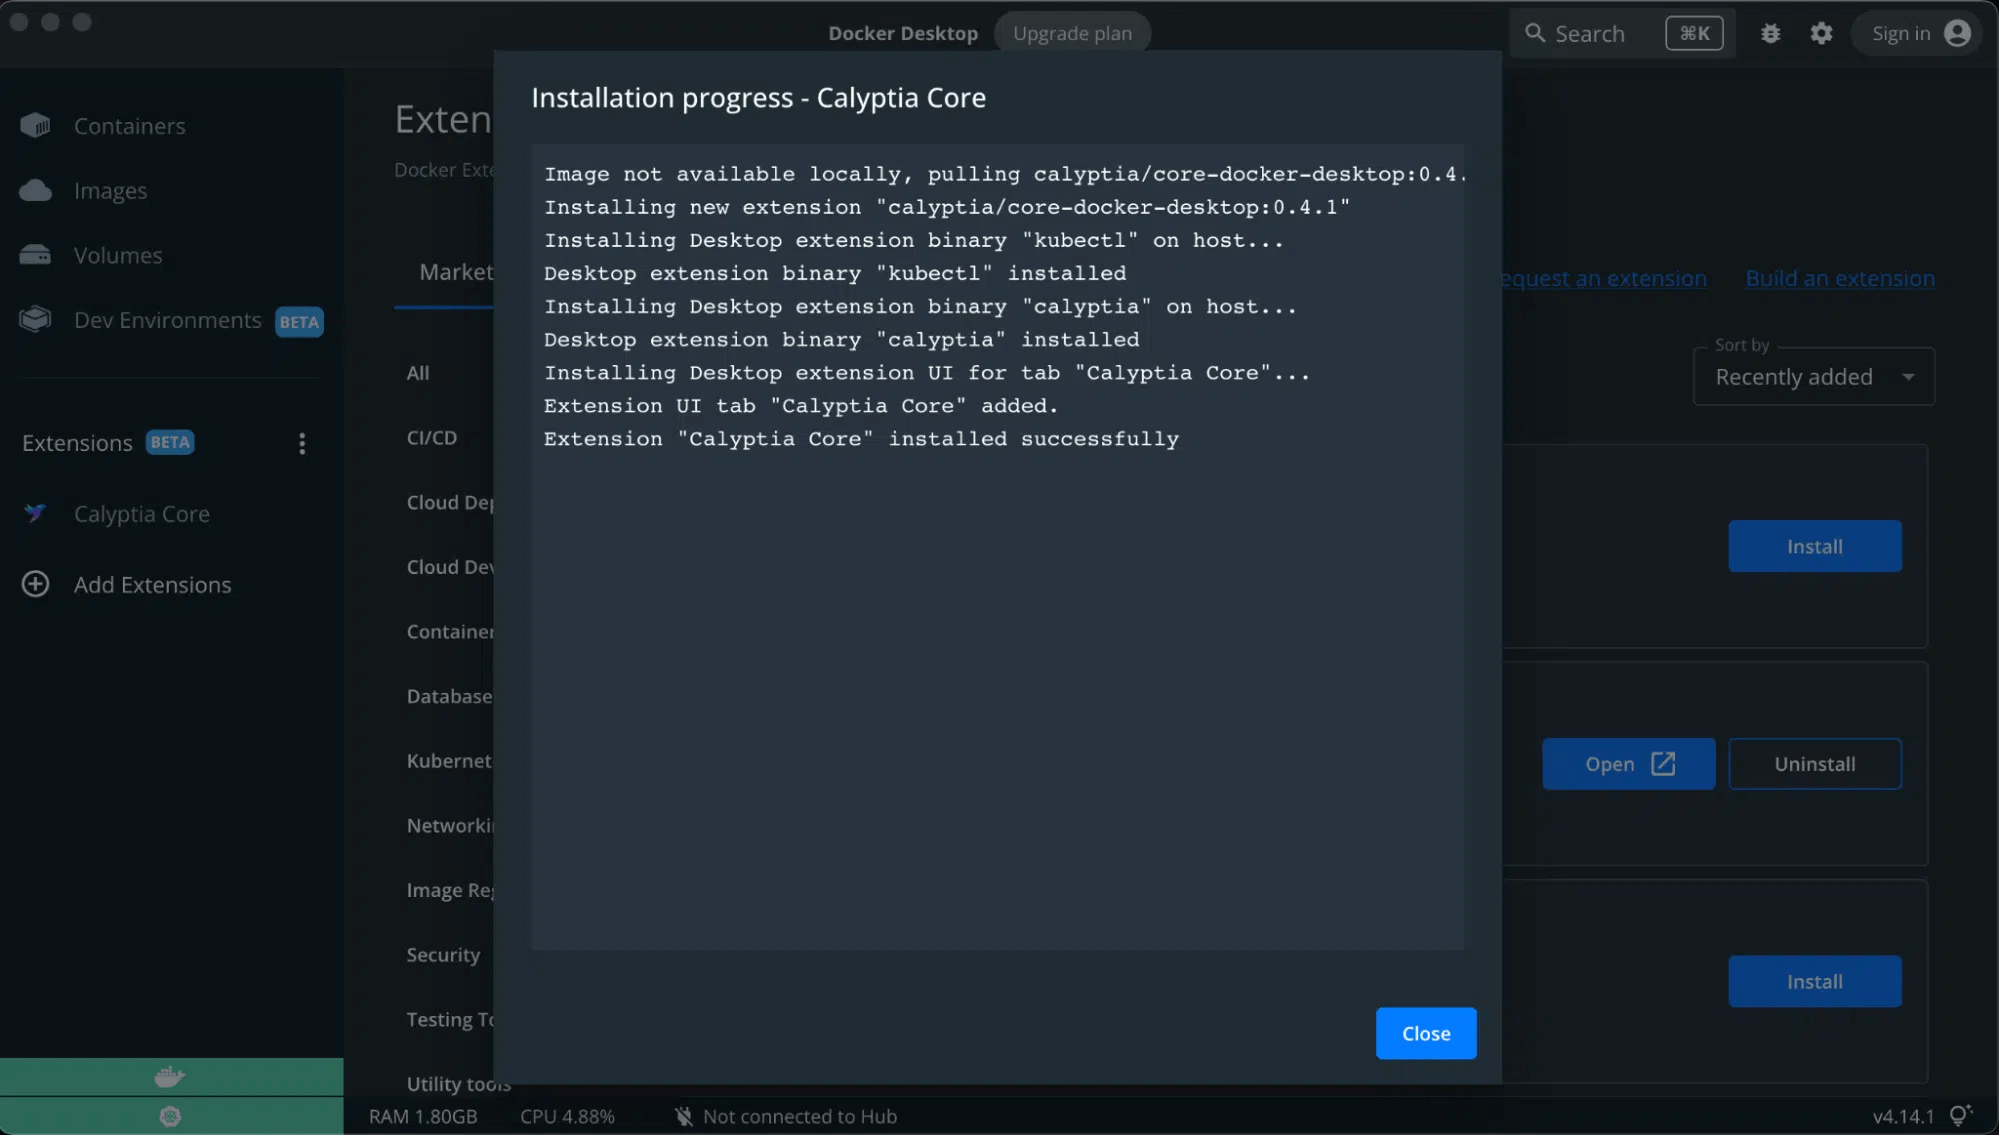 Docker Desktop
Upgrade plan
Search
⌘K
Sign in
Containers
Images
Volumes
Dev Environments BETA
Extensions BETA
Calyptia Core
Add Extensions
Exten
Docker Exte
Market
All
CI/CD
Cloud Dep
Cloud Dev
Container
Database
Kubernet
Networki
Image Reg
Security
Testing To
Utility tools
Installation progress - Calyptia Core
Image not available locally, pulling calyptia/core-docker-desktop:0.4.
Installing new extension "calyptia/core-docker-desktop:0.4.1"
Installing Desktop extension binary "kubectl" on host...
Desktop extension binary "kubectl" installed
Installing Desktop extension binary "calyptia" on host...
Desktop extension binary "calyptia" installed
Installing Desktop extension UI for tab "Calyptia Core"...
Extension UI tab "Calyptia Core" added.
Extension "Calyptia Core" installed successfully
Close
equest an extension
Build an extension
Sort by
Recently added
Install
Open
Uninstall
Install
RAM 1.80GB
CPU 4.88%
Not connected to Hub
v4.14.1